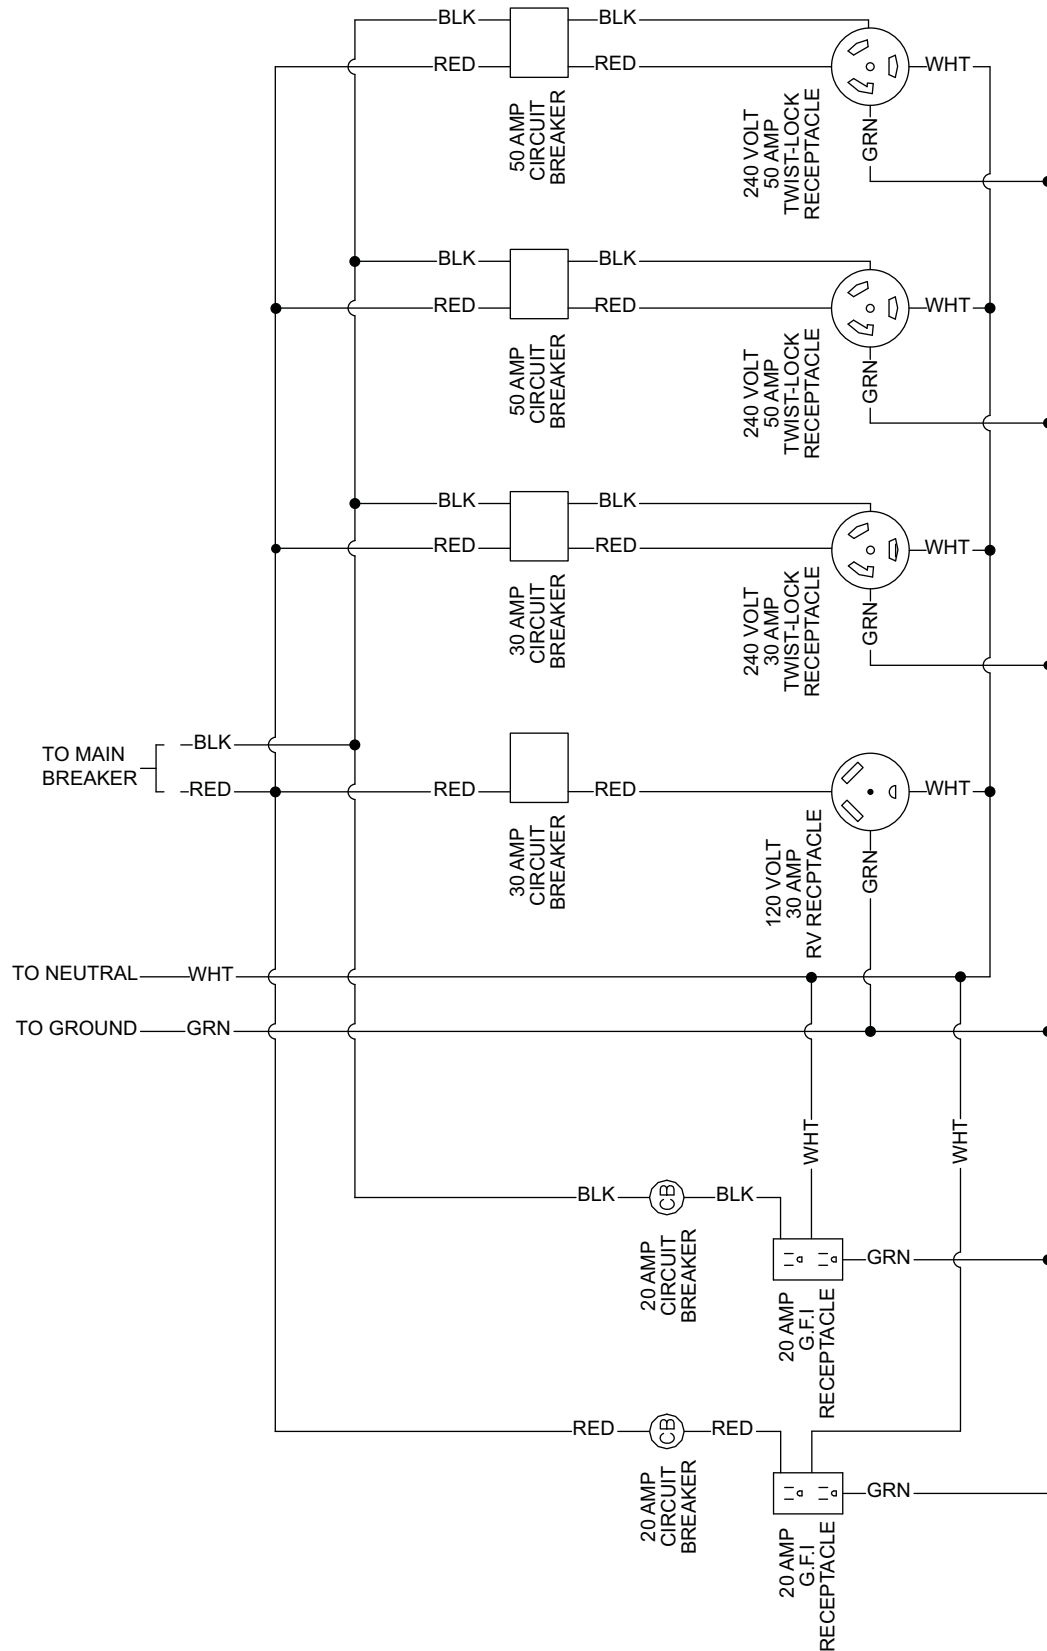 BLK
BLK
RED
RED
WHT
GRN
50 AMP
CIRCUIT
BREAKER
240 VOLT
50 AMP
TWIST-LOCK
RECEPTACLE
BLK
BLK
RED
RED
WHT
GRN
50 AMP
CIRCUIT
BREAKER
240 VOLT
50 AMP
TWIST-LOCK
RECEPTACLE
BLK
BLK
RED
RED
WHT
GRN
30 AMP
CIRCUIT
BREAKER
240 VOLT
30 AMP
TWIST-LOCK
RECEPTACLE
TO MAIN
BREAKER
BLK
RED
RED
RED
WHT
GRN
30 AMP
CIRCUIT
BREAKER
120 VOLT
30 AMP
RV RECPTACLE
TO NEUTRAL
WHT
TO GROUND
GRN
WHT
WHT
BLK
CB
BLK
GRN
20 AMP
CIRCUIT
BREAKER
20 AMP
G.F.I
RECEPTACLE
RED
CB
RED
GRN
20 AMP
CIRCUIT
BREAKER
20 AMP
G.F.I
RECEPTACLE